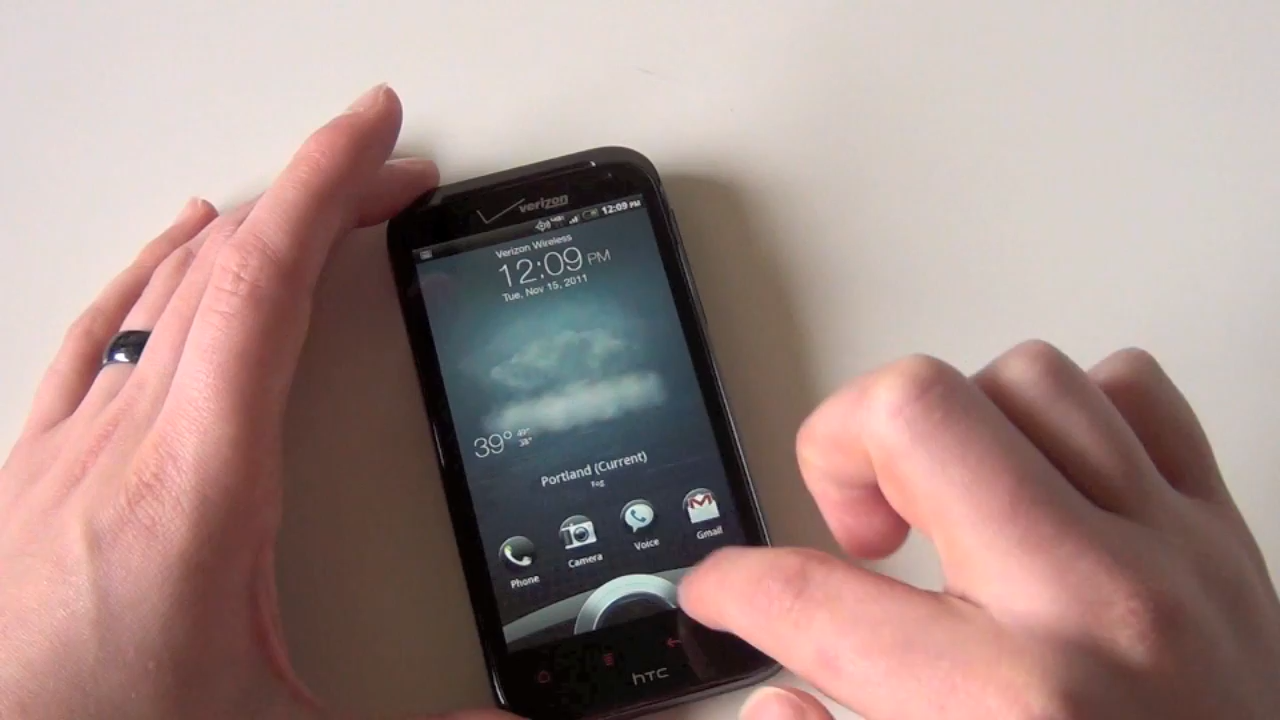 verizon
12:09 PM
Verizon Wireless
12:09 PM
Tue, Nov 15, 2011
39°
Portland (Current)
Fog
Phone
Camera
Voice
Gmail
hTC